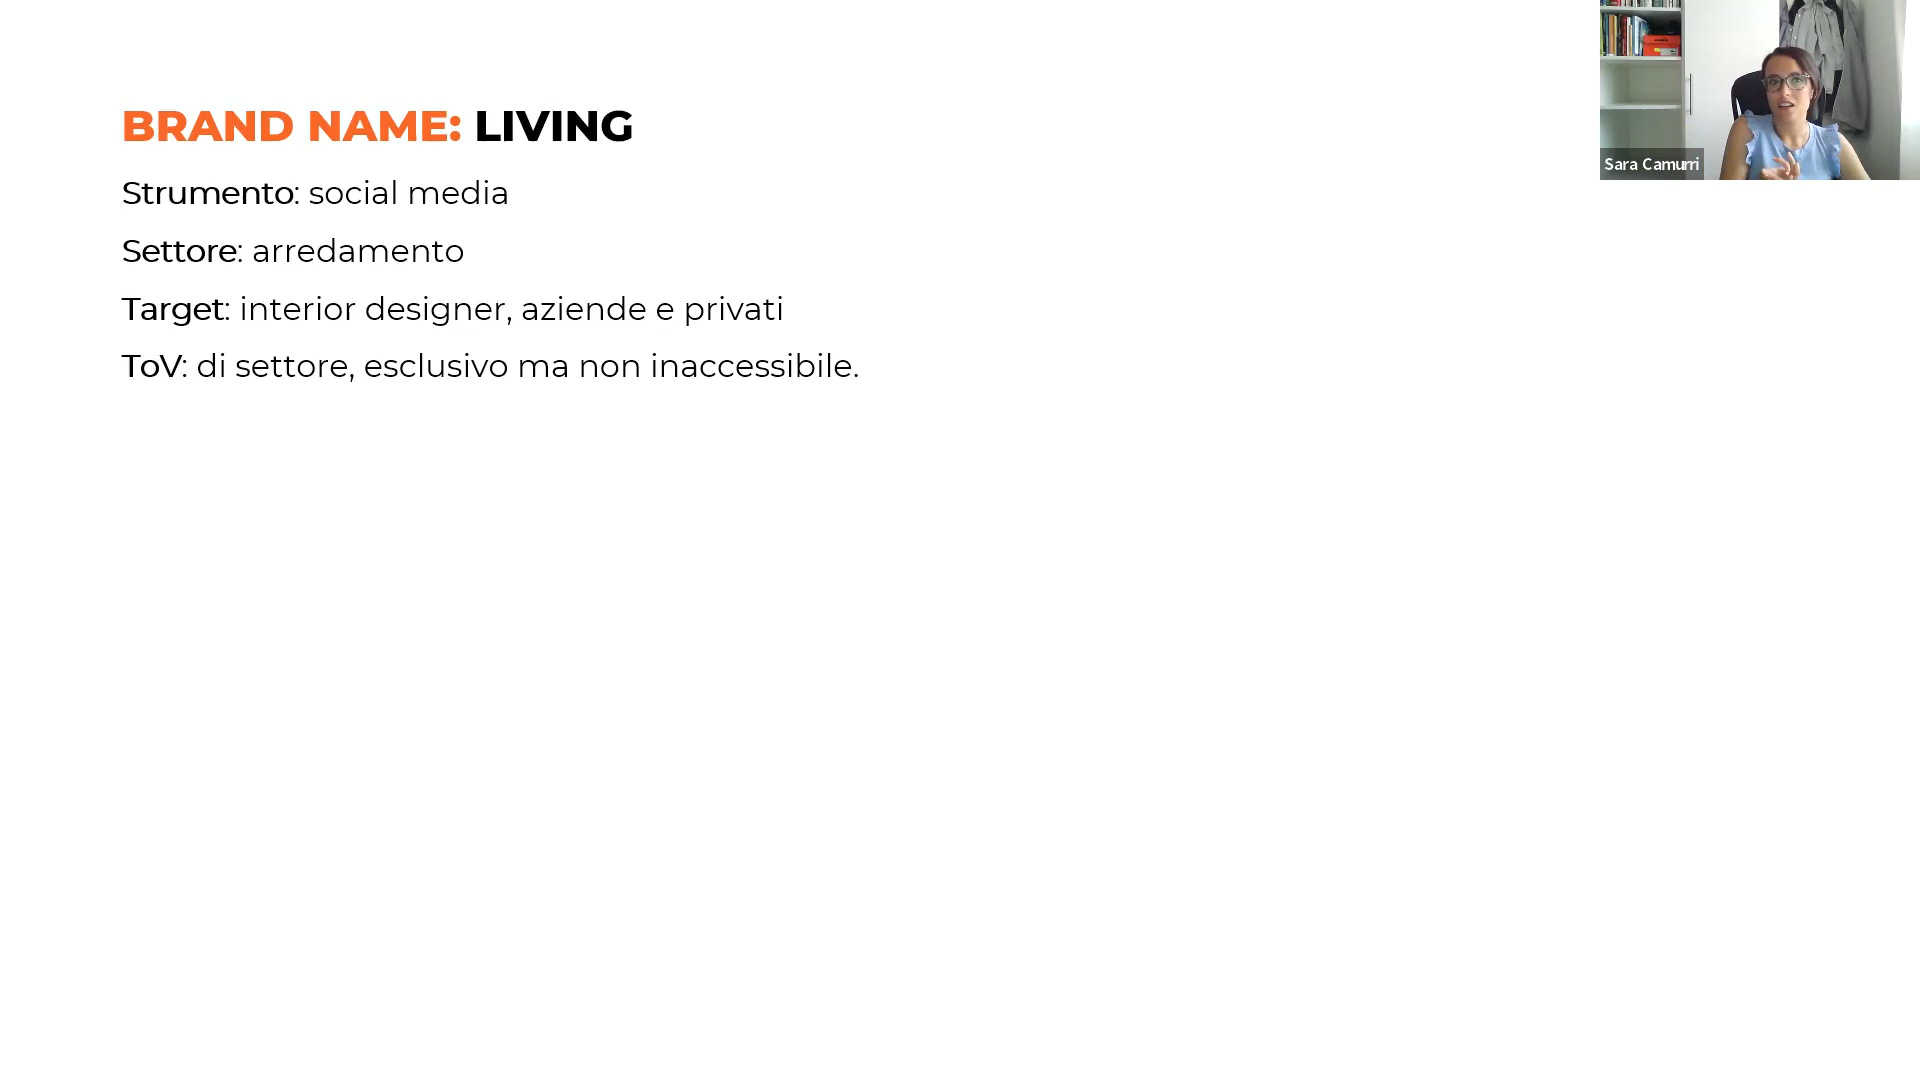 BRAND NAME: LIVING
Strumento: social media
Settore: arredamento
Target: interior designer, aziende e privati
ToV: di settore, esclusivo ma non inaccessibile.
Sara Camurri